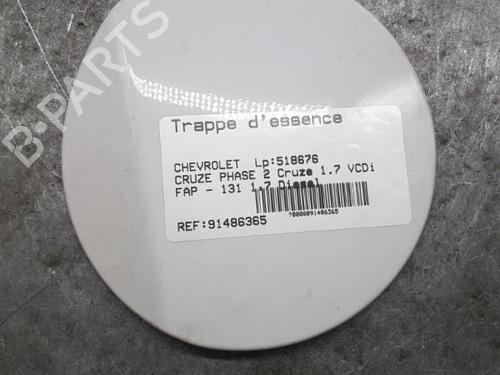 B-PARTS
Trappe d'essence
CHEVROLET Lp:518676
CRUZE PHASE 2 Cruze 1.7 VCDi
FAP - 131 1.7 Diesel
REF:91486365
?0000091486365